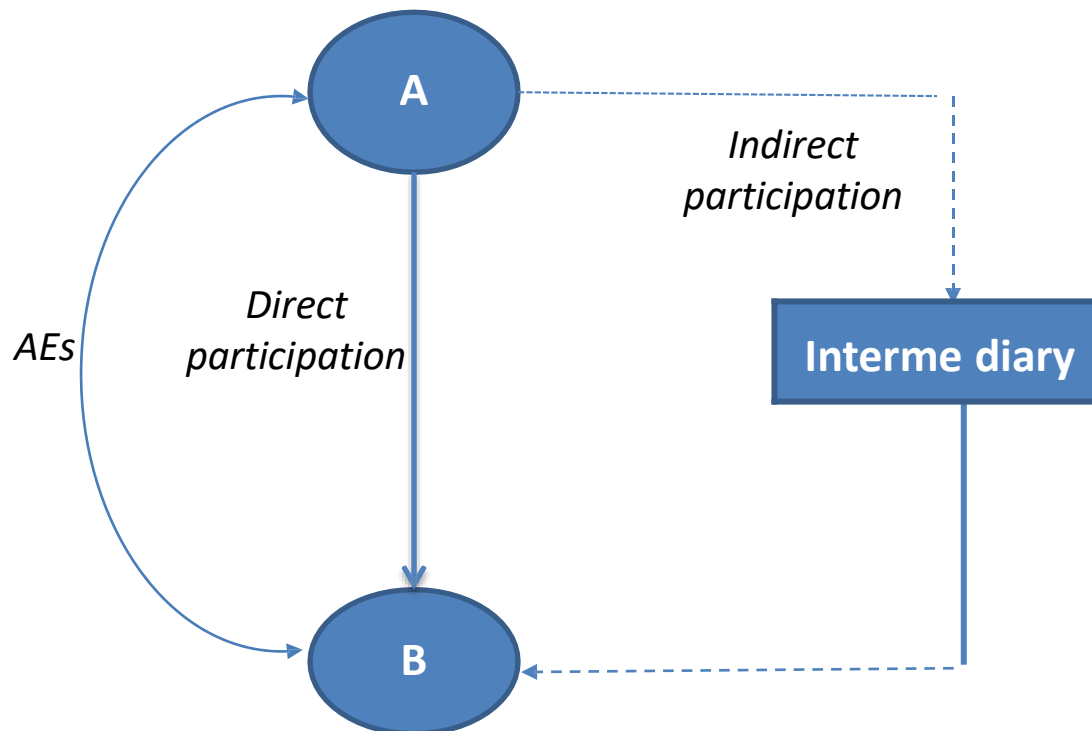 A
Indirect
participation
Direct
participation
AEs
Interme diary
B